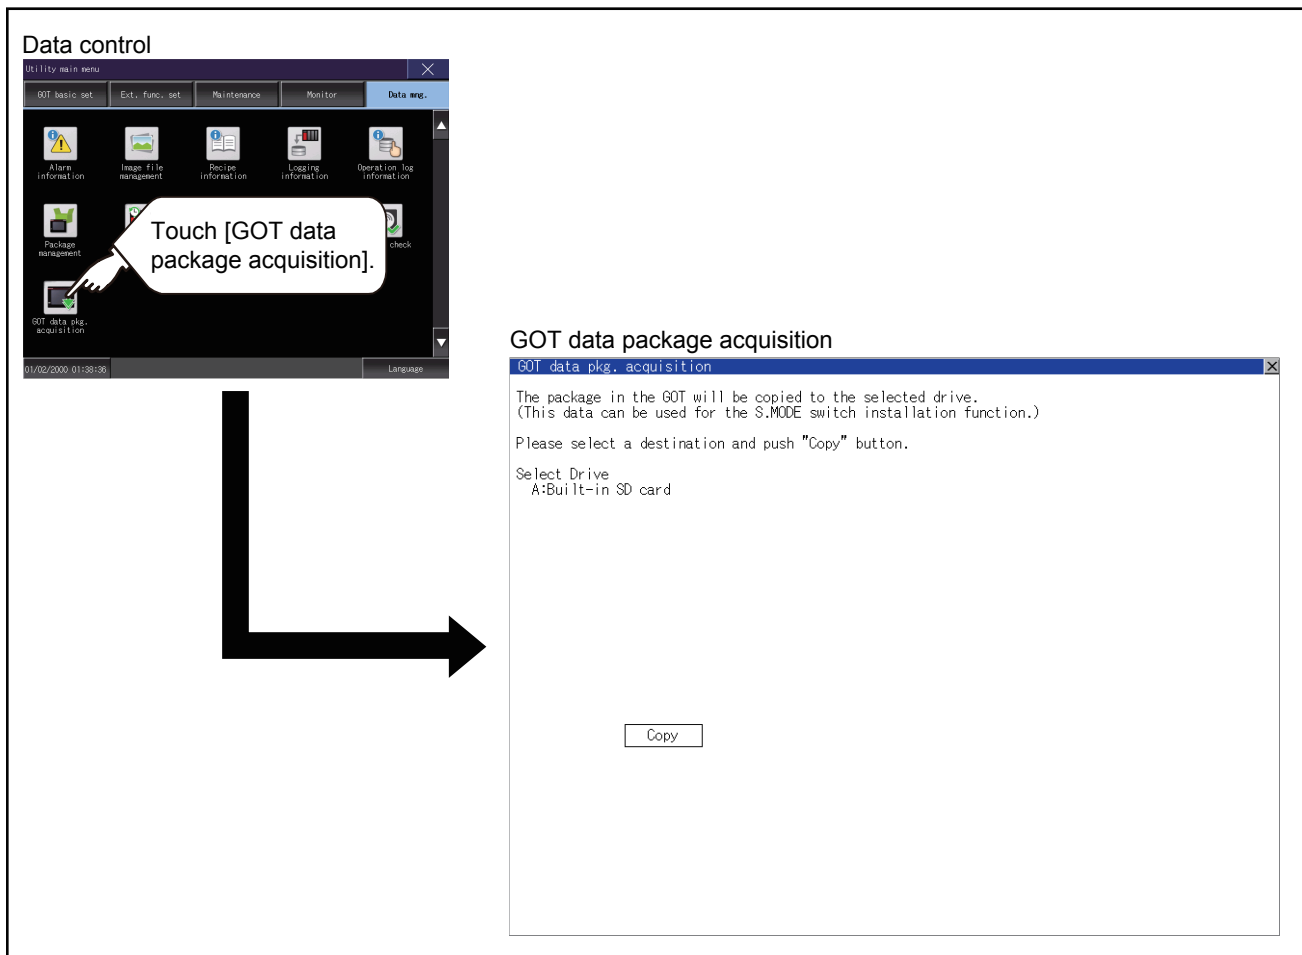 Data control
Utility main menu
GOT basic set
Ext. func. set
Maintenance
Monitor
Data mng.
Alarm
information
Image file
management
Recipe
information
Logging
information
Operation log
information
Package
management
check
Touch [GOT data
package acquisition].
GOT data pkg.
acquisition
01/02/2000 01:38:36
Language
GOT data package acquisition
GOT data pkg. acquisition
The package in the GOT will be copied to the selected drive.
(This data can be used for the S.MODE switch installation function.)
Please select a destination and push "Copy" button.
Select Drive
A:Built-in SD card
Copy